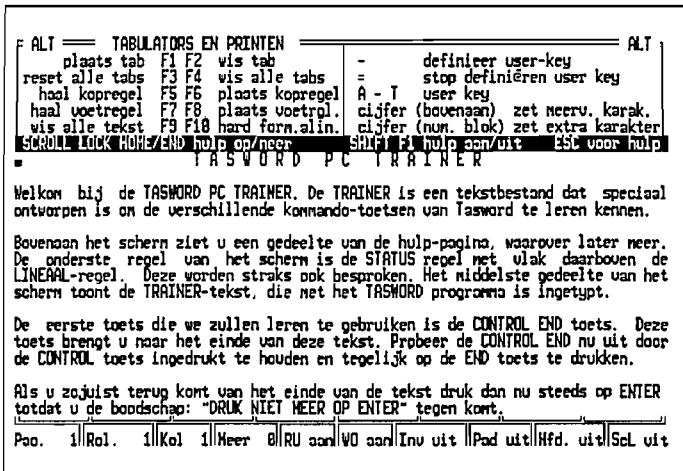 ALT TABULATORS EN PRINTEN ALT
plaats tab F1 F2 wis tab - definieer user-key
reset alle tabs F3 F4 wis alle tabs = stop definiëren user key
haal kopregel F5 F6 plaats kopregel A - T user key
haal voetregel F7 F8 plaats voetrgl. cijfer (bovenaan) zet meerv. karak.
wis alle tekst F9 F10 hard form.alin. cijfer (num. blok) zet extra karakter
SCROLL LOCK HOME/END hulp op/neer SHIFT F1 hulp aan/uit ESC voor hulp
T A S W O R D P C T R A I N E R
Welkom bij de TASWORD PC TRAINER. De TRAINER is een tekstbestand dat speciaal
ontworpen is om de verschillende kommando-toetsen van Tasword te leren kennen.
Bovenaan het scherm ziet u een gedeelte van de hulp-pagina, waarover later meer.
De onderste regel van het scherm is de STATUS regel met vlak daarboven de
LINEAAL-regel. Deze worden straks ook besproken. Het middelste gedeelte van het
scherm toont de TRAINER-tekst, die met het TASWORD programma is ingetypt.
De eerste toets die we zullen leren te gebruiken is de CONTROL END toets. Deze
toets brengt u naar het einde van deze tekst. Probeer de CONTROL END nu uit door
de CONTROL toets ingedrukt te houden en tegelijk op de END toets te drukken.
Als u zojuist terug komt van het einde van de tekst druk dan nu steeds op ENTER
totdat u de boodschap: "DRUK NIET MEER OP ENTER" tegen komt.
Pag. 1 Rgl. 1 Kol 1 Meer 0 RU aan WO aan Inv uit Pad uit Hfd. uit ScL uit